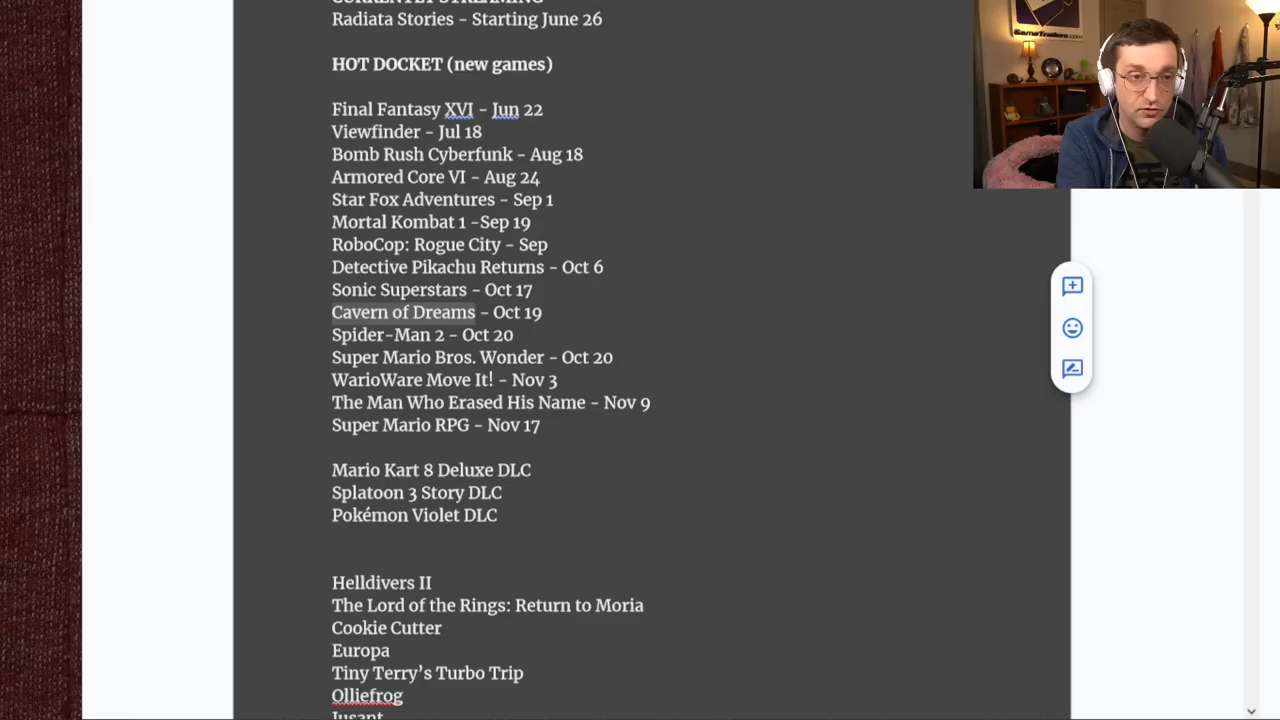 CURRENTLY STREAMING
Radiata Stories - Starting June 26
HOT DOCKET (new games)
Final Fantasy XVI - Jun 22
Viewfinder - Jul 18
Bomb Rush Cyberfunk - Aug 18
Armored Core VI - Aug 24
Star Fox Adventures - Sep 1
Mortal Kombat 1 -Sep 19
RoboCop: Rogue City - Sep
Detective Pikachu Returns - Oct 6
Sonic Superstars - Oct 17
Cavern of Dreams - Oct 19
Spider-Man 2 - Oct 20
Super Mario Bros. Wonder - Oct 20
WarioWare Move It! - Nov 3
The Man Who Erased His Name - Nov 9
Super Mario RPG - Nov 17
Mario Kart 8 Deluxe DLC
Splatoon 3 Story DLC
Pokémon Violet DLC
Helldivers II
The Lord of the Rings: Return to Moria
Cookie Cutter
Europa
Tiny Terry’s Turbo Trip
Olliefrog
Jusant
GameTrailers.com